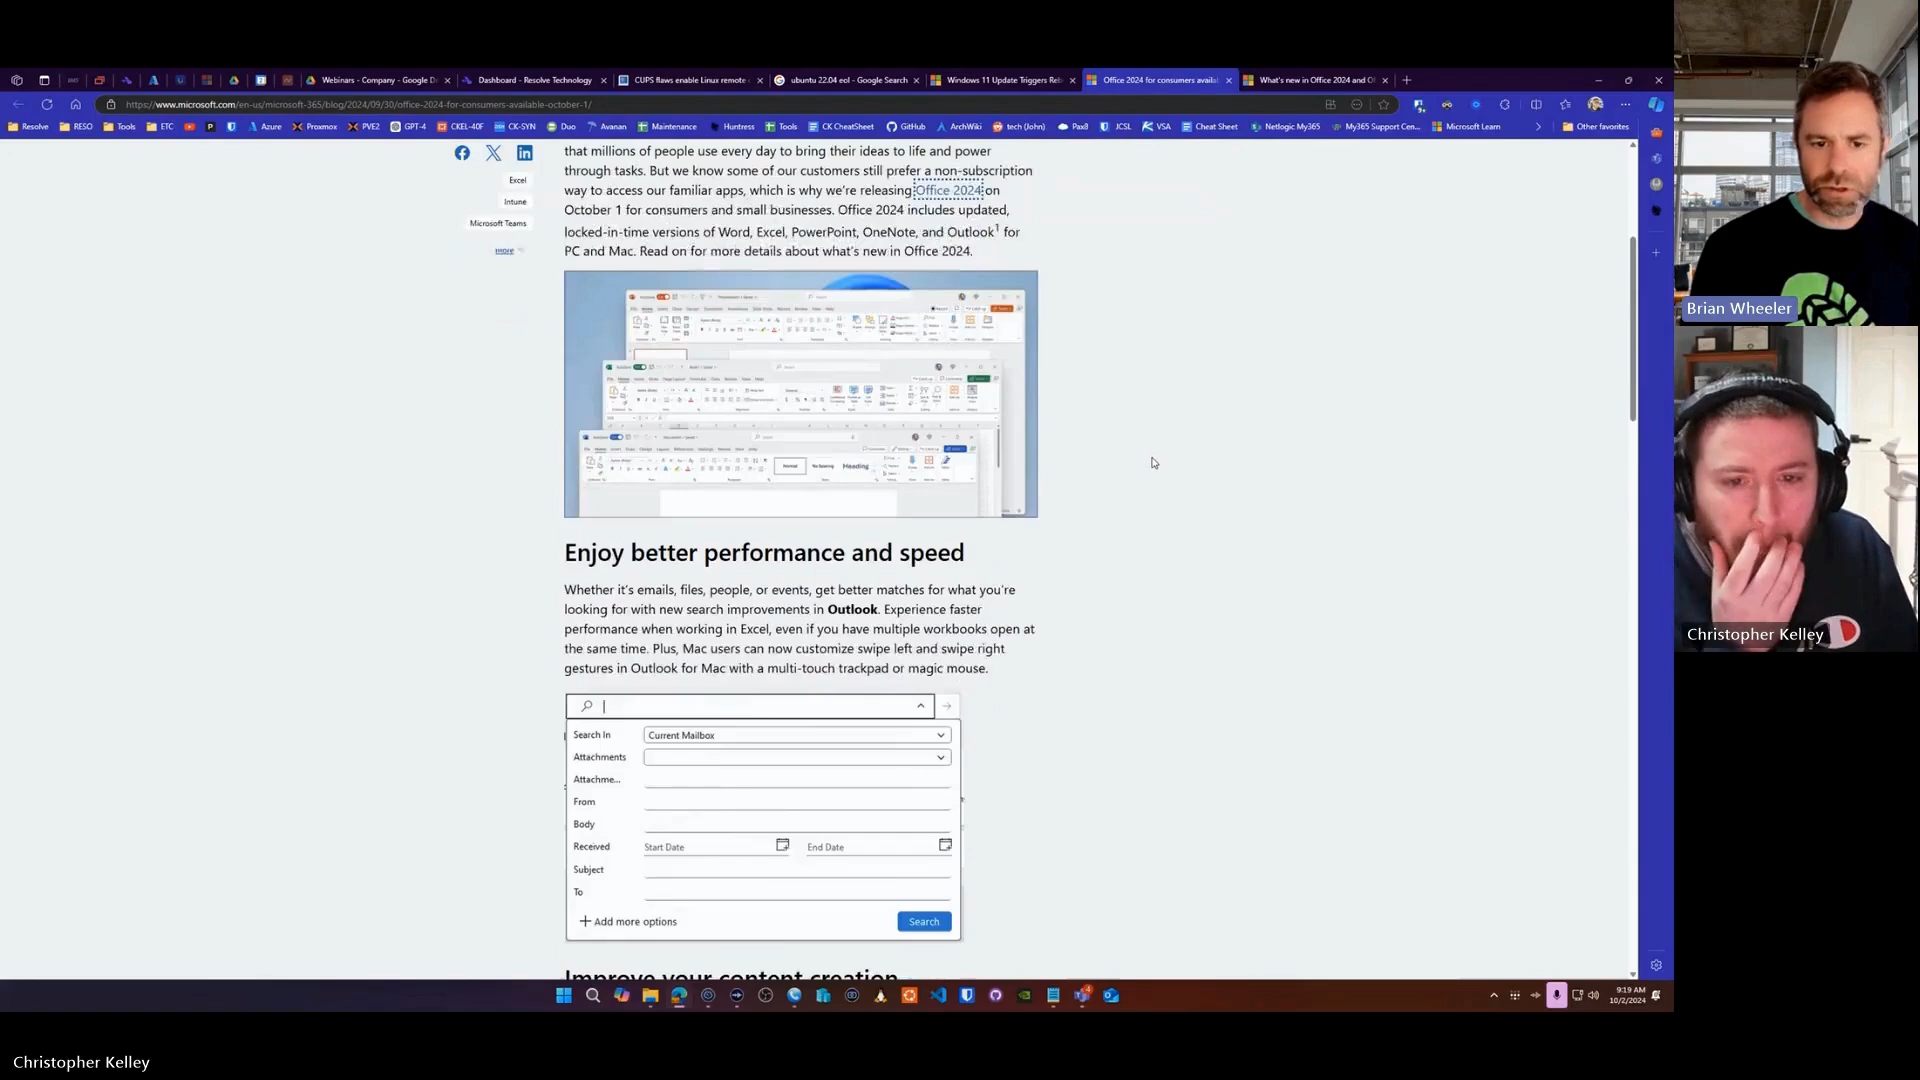 Webinars - Company - Google D
Dashboard - Resolve Technology
CUPS flaws enable Linux remote
ubuntu 22.04 eol - Google Search
Windows 11 Update Triggers Reb
Office 2024 for consumers availa
What's new in Office 2024 and O
https://www.microsoft.com/en-us/microsoft-365/blog/2024/09/30/office-2024-for-consumers-available-october-1/
Resolve RESO Tools ETC Azure Proxmox PVE2 GPT-4 CKEL-40F CK-SYN Duo Avanan Maintenance Huntress Tools CK CheatSheet GitHub ArchWiki tech (John) Pax8 JCSL VSA Cheat Sheet Netlogic My365 My365 Support Cen... Microsoft Learn Other favorites
Excel
Intune
Microsoft Teams
more
that millions of people use every day to bring their ideas to life and power
through tasks. But we know some of our customers still prefer a non-subscription
way to access our familiar apps, which is why we're releasing Office 2024 on
October 1 for consumers and small businesses. Office 2024 includes updated,
locked-in-time versions of Word, Excel, PowerPoint, OneNote, and Outlook1 for
PC and Mac. Read on for more details about what's new in Office 2024.
Normal No Spacing Heading
Enjoy better performance and speed
Whether it's emails, files, people, or events, get better matches for what you're
looking for with new search improvements in Outlook. Experience faster
performance when working in Excel, even if you have multiple workbooks open at
the same time. Plus, Mac users can now customize swipe left and swipe right
gestures in Outlook for Mac with a multi-touch trackpad or magic mouse.
Search In Current Mailbox
Attachments
Attachme...
From
Body
Received Start Date End Date
Subject
To
Add more options Search
Improve your content creation
9:19 AM
10/2/2024
Brian Wheeler
Christopher Kelley
Christopher Kelley